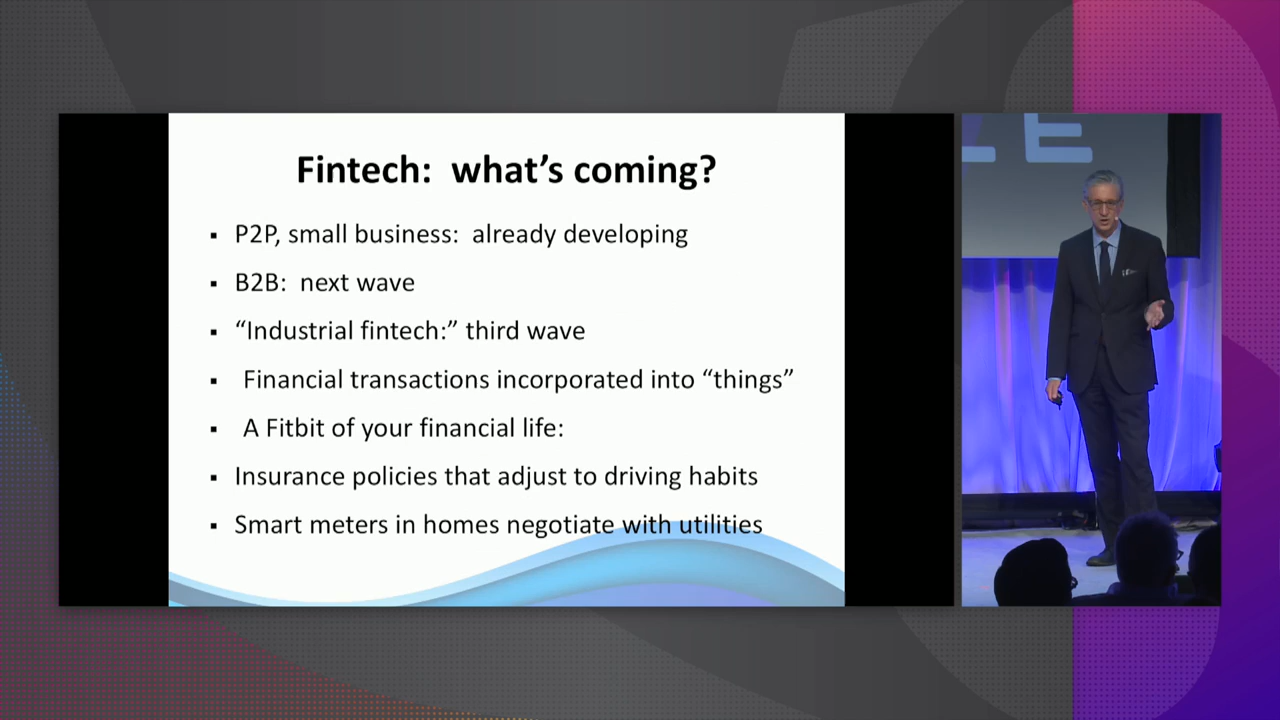 Fintech:  what’s coming?
▪ P2P, small business:  already developing
▪ B2B:  next wave
▪ “Industrial fintech:” third wave
▪ Financial transactions incorporated into “things”
▪ A Fitbit of your financial life:
▪ Insurance policies that adjust to driving habits
▪ Smart meters in homes negotiate with utilities
E